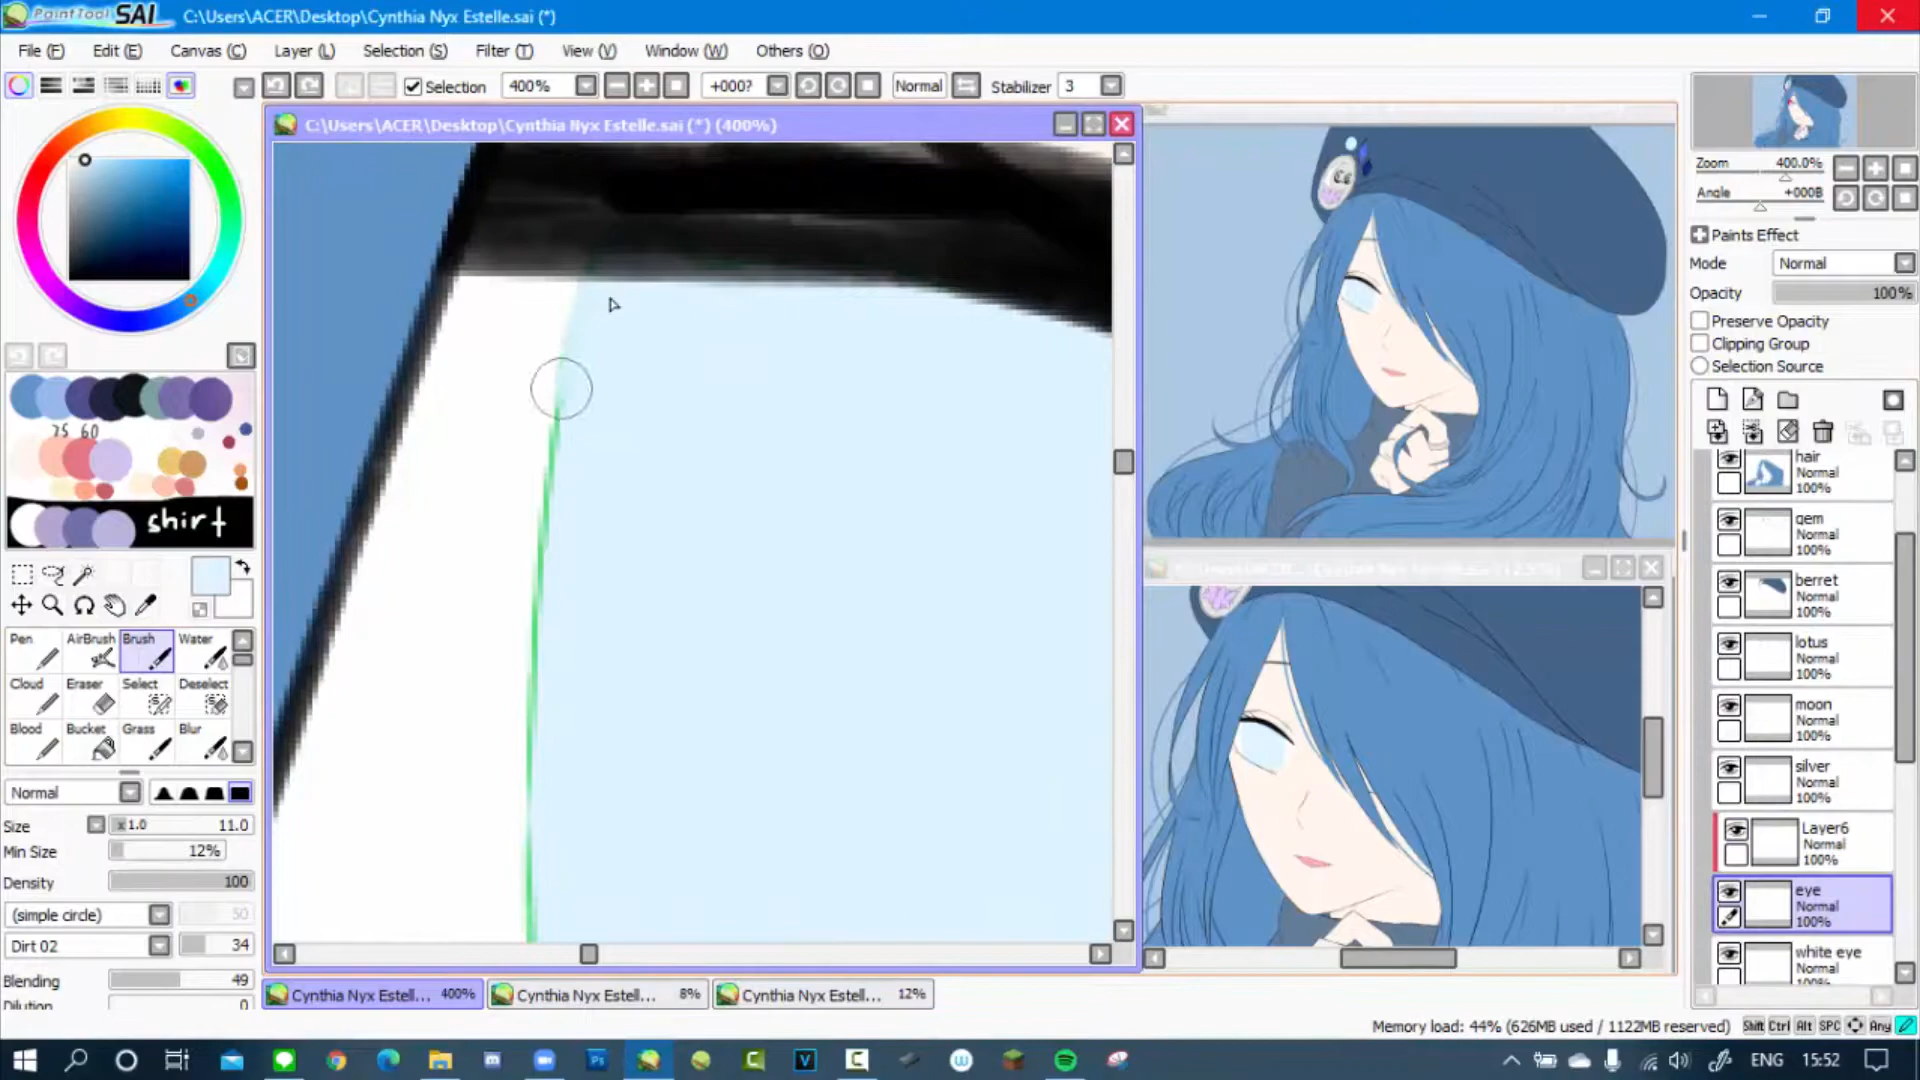 PaintTool SAI C:\Users\ACER\Desktop\Cynthia Nyx Estelle.sai (*)
File (F) Edit (E) Canvas (C) Layer (L) Selection (S) Filter (T) View (V) Window (W) Others (O)
Selection 400% +000? Normal Stabilizer 3
C:\Users\ACER\Desktop\Cynthia Nyx Estelle.sai (*) (400%)
Zoom 400.0%
Angle +000B
Paints Effect
Mode Normal
Opacity 100%
Preserve Opacity
Clipping Group
Selection Source
75 60
shirt
Pen AirBrush Brush Water
Cloud Eraser Select Deselect
Blood Bucket Grass Blur
Normal
Size x 1.0 11.0
Min Size 12%
Density 100
(simple circle) 50
Dirt 02 34
Blending 49
Dilution 0
hair
Normal
100%
gem
Normal
100%
berret
Normal
100%
lotus
Normal
100%
moon
Normal
100%
silver
Normal
100%
Layer6
Normal
100%
eye
Normal
100%
white eye
Normal
100%
Cynthia Nyx Estell... 400% Cynthia Nyx Estell... 8% Cynthia Nyx Estell... 12%
Memory load: 44% (626MB used / 1122MB reserved) Shift Ctrl Alt SPC Any
ENG 15:52